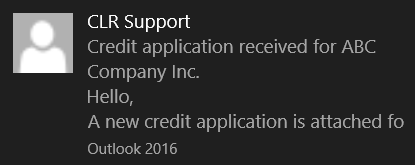 CLR Support
Credit application received for ABC
Company Inc.
Hello,
A new credit application is attached fo
Outlook 2016